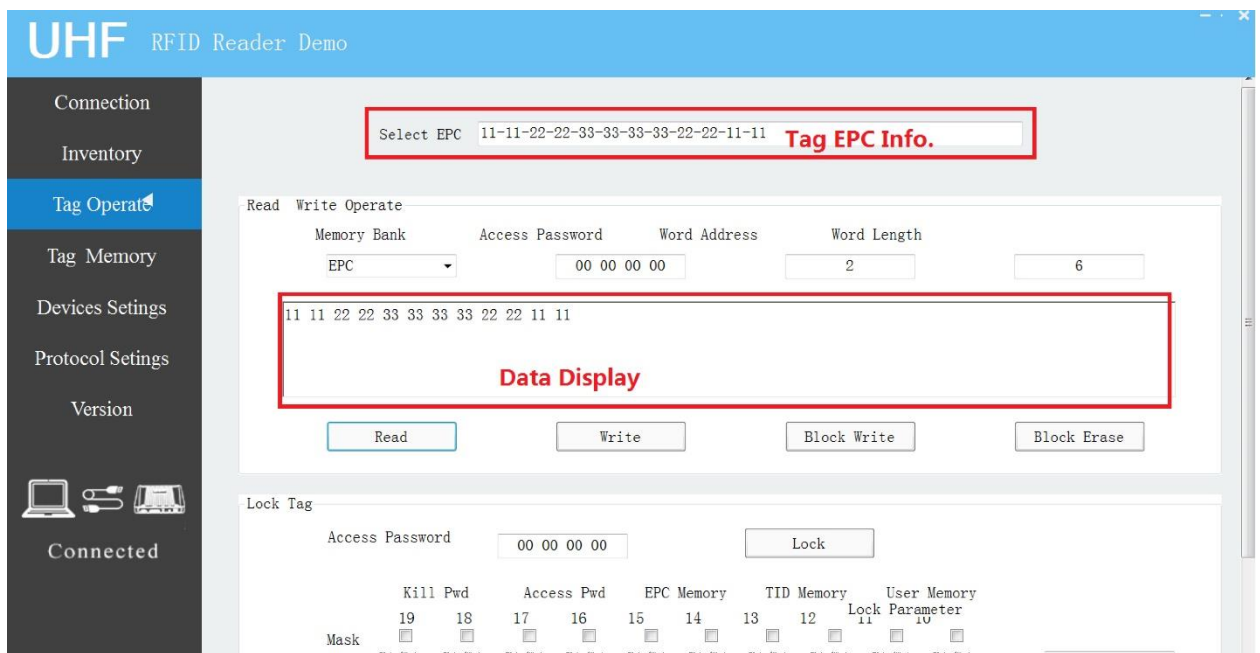 UHF RFID Reader Demo
Connection
Inventory
Tag Operate
Tag Memory
Devices Setings
Protocol Setings
Version
Connected
Select EPC 11-11-22-22-33-33-33-33-22-22-11-11 Tag EPC Info.
Read Write Operate
Memory Bank Access Password Word Address Word Length
EPC 00 00 00 00 2 6
11 11 22 22 33 33 33 33 22 22 11 11
Data Display
Read Write Block Write Block Erase
Lock Tag
Access Password 00 00 00 00 Lock
Kill Pwd Access Pwd EPC Memory TID Memory User Memory
Lock Parameter
19 18 17 16 15 14 13 12 11 10
Mask